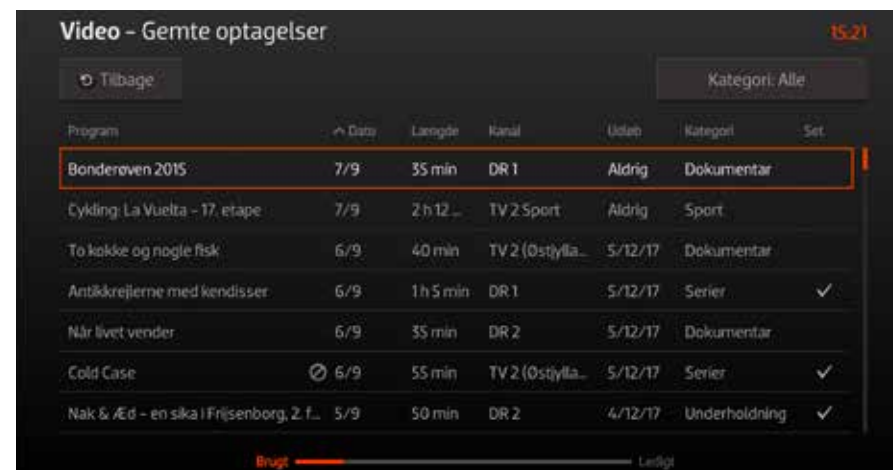 Video – Gemte optagelser 15:21
Tilbage Kategori: Alle
Program Dato Længde Kanal Udløb Kategori Set
Bonderøven 2015 7/9 35 min DR 1 Aldrig Dokumentar
Cykling: La Vuelta – 17. etape 7/9 2 h 12 ... TV 2 Sport Aldrig Sport
To kokke og nogle fisk 6/9 40 min TV 2 (Østjylla... 5/12/17 Dokumentar
Antikkrejlerne med kendisser 6/9 1 h 5 min DR 1 5/12/17 Serier
Når livet vender 6/9 35 min DR 2 5/12/17 Dokumentar
Cold Case 6/9 55 min TV 2 (Østjylla... 5/12/17 Serier
Nak & Æd – en sika i Frijsenborg, 2. f... 5/9 50 min DR 2 4/12/17 Underholdning
Brugt Ledigt